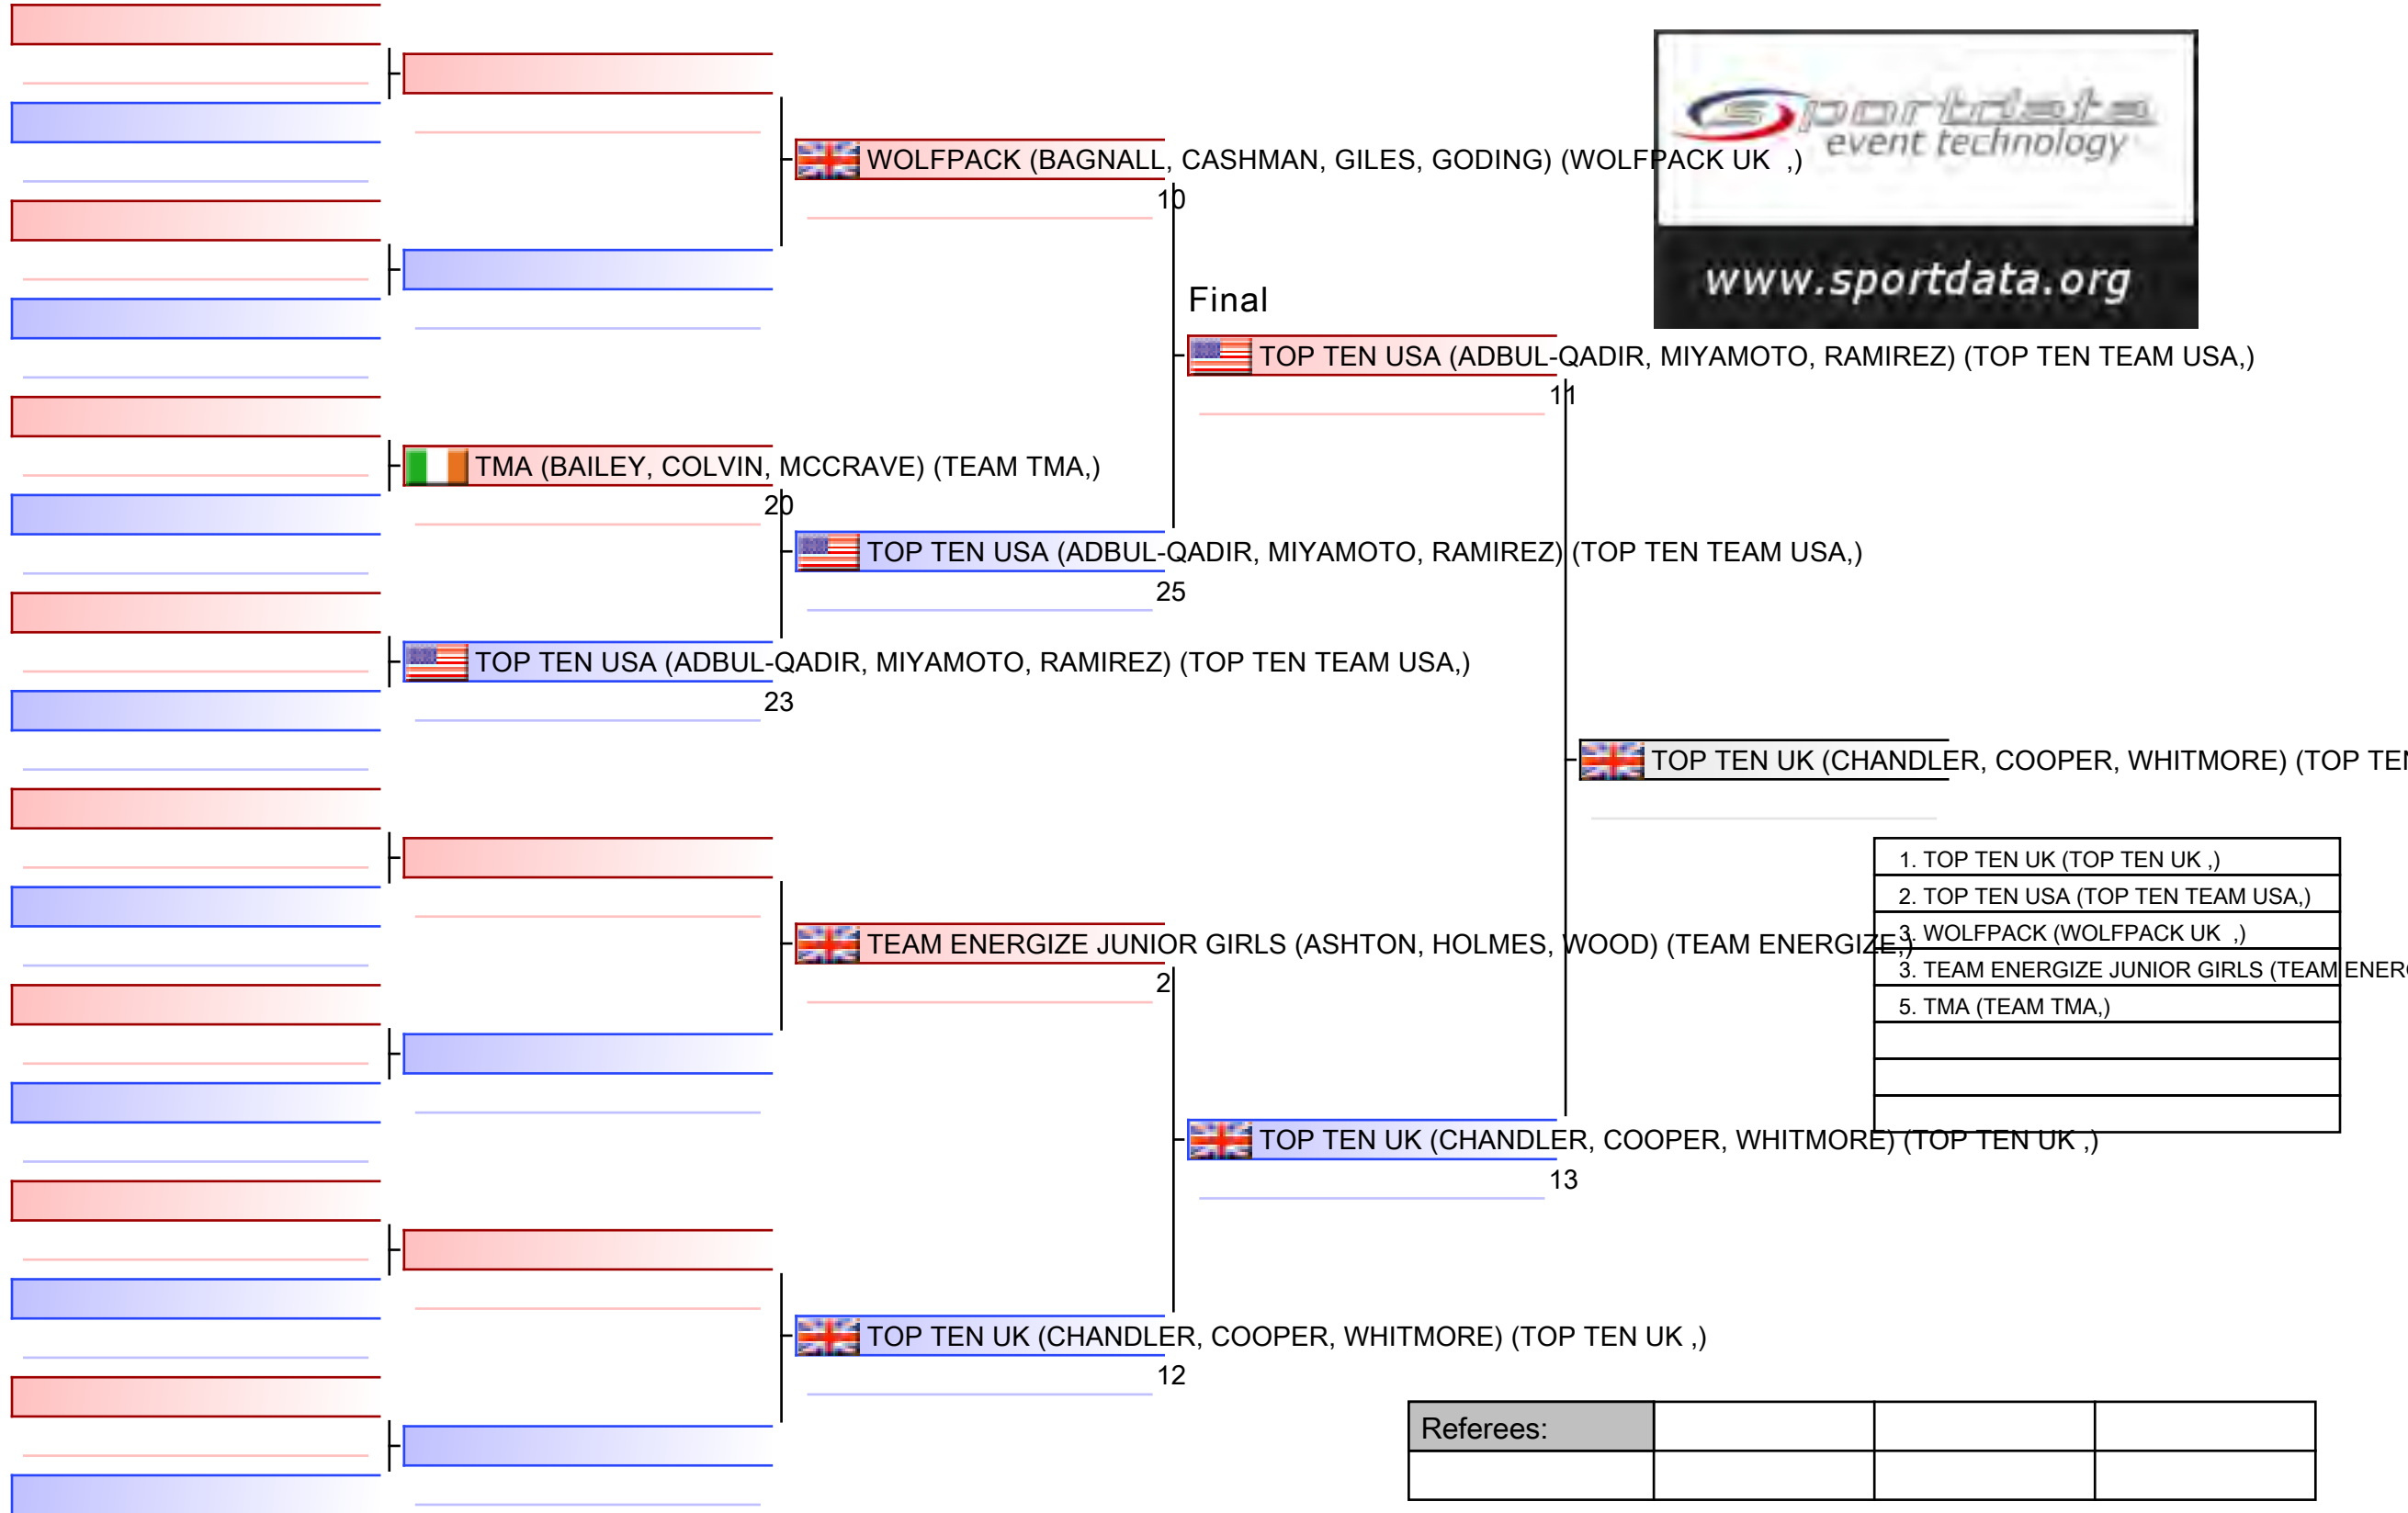 sportdata
event technology
www.sportdata.org
WOLFPACK (BAGNALL, CASHMAN, GILES, GODING) (WOLFPACK UK ,)
10
Final
TOP TEN USA (ADBUL-QADIR, MIYAMOTO, RAMIREZ) (TOP TEN TEAM USA,)
11
TMA (BAILEY, COLVIN, MCCRAVE) (TEAM TMA,)
20
TOP TEN USA (ADBUL-QADIR, MIYAMOTO, RAMIREZ) (TOP TEN TEAM USA,)
25
TOP TEN USA (ADBUL-QADIR, MIYAMOTO, RAMIREZ) (TOP TEN TEAM USA,)
23
TOP TEN UK (CHANDLER, COOPER, WHITMORE) (TOP TEN
1. TOP TEN UK (TOP TEN UK ,)
2. TOP TEN USA (TOP TEN TEAM USA,)
3. WOLFPACK (WOLFPACK UK ,)
3. TEAM ENERGIZE JUNIOR GIRLS (TEAM ENER
5. TMA (TEAM TMA,)
TEAM ENERGIZE JUNIOR GIRLS (ASHTON, HOLMES, WOOD) (TEAM ENERGIZE,)
2
TOP TEN UK (CHANDLER, COOPER, WHITMORE) (TOP TEN UK ,)
13
TOP TEN UK (CHANDLER, COOPER, WHITMORE) (TOP TEN UK ,)
12
Referees: